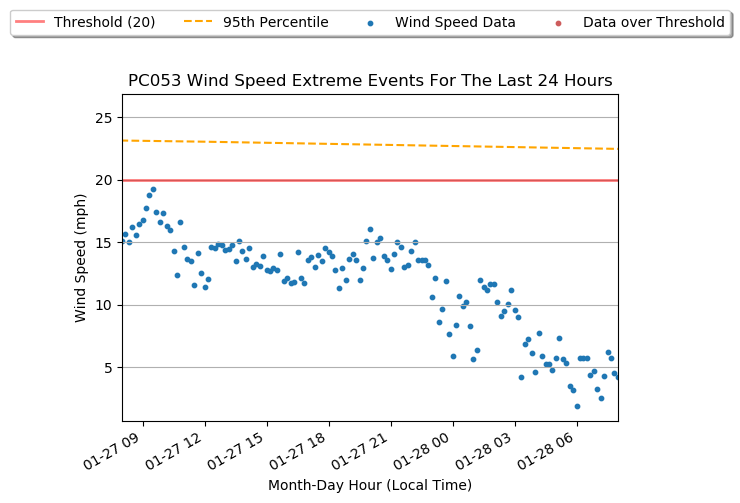 Threshold (20) 95th Percentile Wind Speed Data Data over Threshold
PC053 Wind Speed Extreme Events For The Last 24 Hours
25
20
15
10
5
Wind Speed (mph)
01-27 09 01-27 12 01-27 15 01-27 18 01-27 21 01-28 00 01-28 03 01-28 06
Month-Day Hour (Local Time)